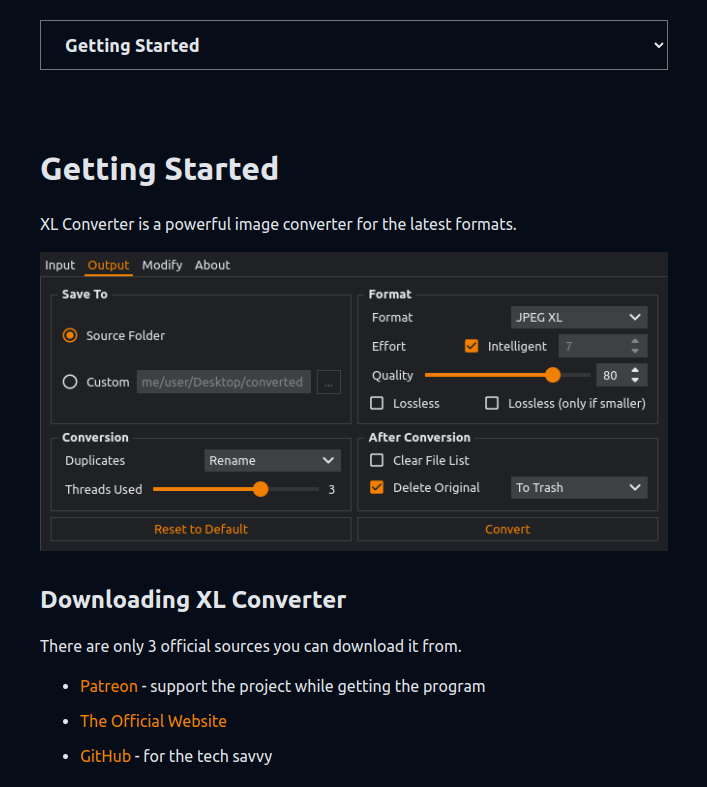 Getting Started
Getting Started
XL Converter is a powerful image converter for the latest formats.
Input Output Modify About
Save To
Source Folder
Custom me/user/Desktop/converted ...
Format
Format JPEG XL
Effort Intelligent 7
Quality 80
Lossless Lossless (only if smaller)
Conversion
Duplicates Rename
Threads Used 3
After Conversion
Clear File List
Delete Original To Trash
Reset to Default Convert
Downloading XL Converter
There are only 3 official sources you can download it from.
• Patreon - support the project while getting the program
• The Official Website
• GitHub - for the tech savvy